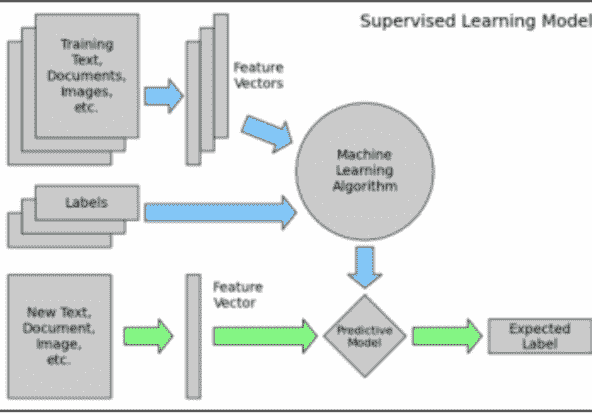 Supervised Learning Model
Training
Text,
Documents,
Images,
etc.
Feature
Vectors
Machine
Learning
Algorithm
Labels
New Text,
Document,
Image,
etc.
Feature
Vector
Predictive
Model
Expected
Label